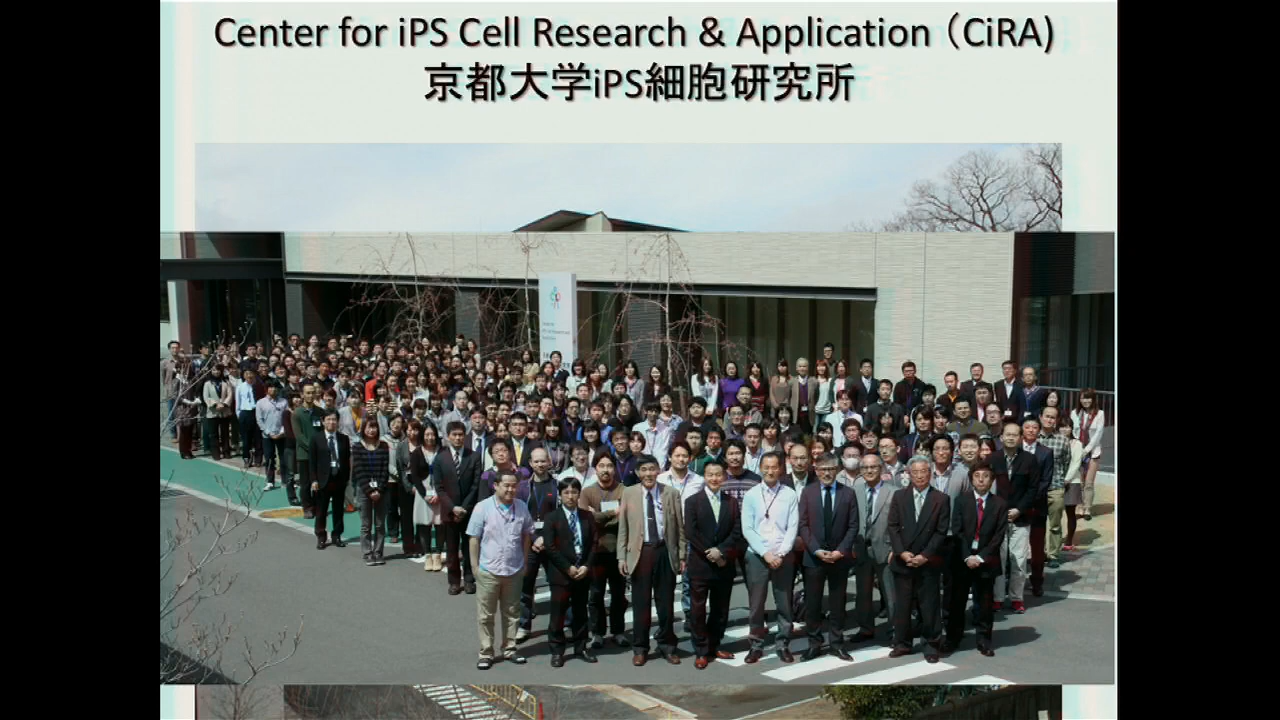 Center for iPS Cell Research & Application （CiRA）
京都大学iPS細胞研究所